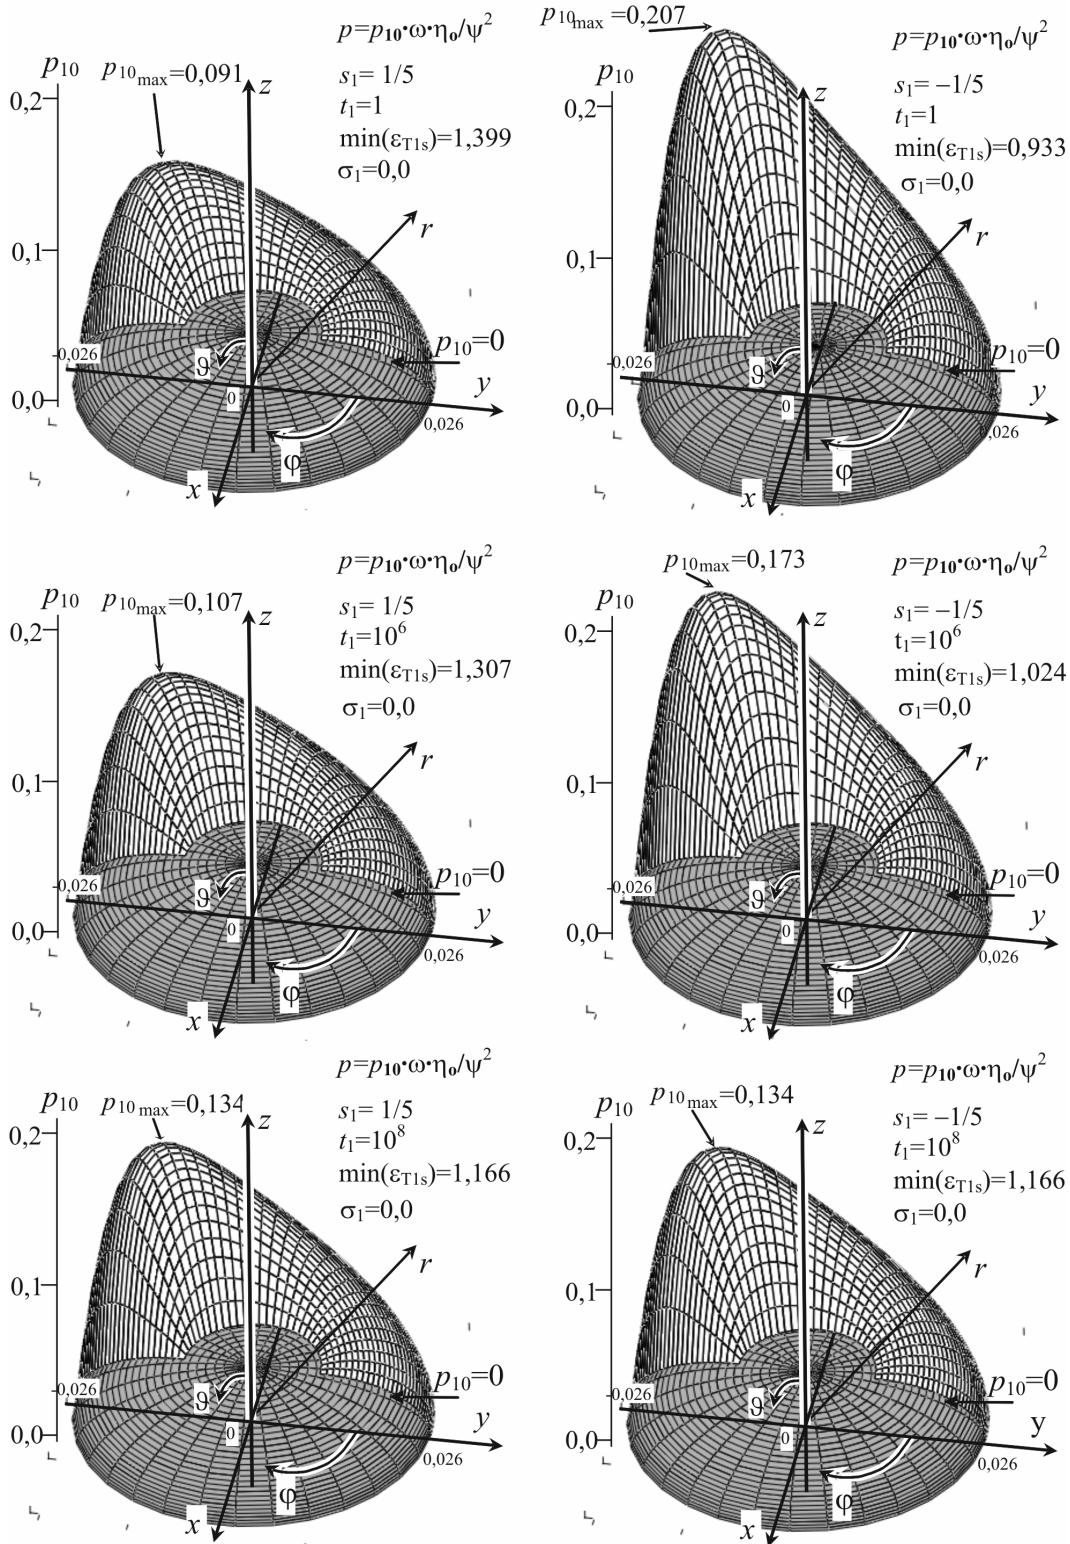 p=p₁₀·ω·ηₒ/ψ²
p₁₀
p₁₀max=0,091
z
s₁= 1/5
t₁=1
min(ε_T1s)=1,399
σ₁=0,0
0,2
0,1
0,0
r
p₁₀=0
-0,026
ϑ
y
0
0,026
φ
x
p₁₀max=0,207
p=p₁₀·ω·ηₒ/ψ²
p₁₀
z
s₁= –1/5
t₁=1
min(ε_T1s)=0,933
σ₁=0,0
0,2
0,1
0,0
r
p₁₀=0
-0,026
ϑ
y
0
0,026
φ
x
p=p₁₀·ω·ηₒ/ψ²
p₁₀
p₁₀max=0,107
z
s₁= 1/5
t₁=10⁶
min(ε_T1s)=1,307
σ₁=0,0
0,2
0,1
0,0
r
p₁₀=0
-0,026
ϑ
y
0
0,026
φ
x
p₁₀max=0,173
p=p₁₀·ω·ηₒ/ψ²
p₁₀
z
s₁= –1/5
t₁=10⁶
min(ε_T1s)=1,024
σ₁=0,0
0,2
0,1
0,0
r
p₁₀=0
-0,026
ϑ
y
0
0,026
φ
x
p=p₁₀·ω·ηₒ/ψ²
p₁₀
p₁₀max=0,134
z
s₁= 1/5
t₁=10⁸
min(ε_T1s)=1,166
σ₁=0,0
0,2
0,1
0,0
r
p₁₀=0
-0,026
ϑ
y
0
0,026
φ
x
p=p₁₀·ω·ηₒ/ψ²
p₁₀
p₁₀max=0,134
z
s₁= –1/5
t₁=10⁸
min(ε_T1s)=1,166
σ₁=0,0
0,2
0,1
0,0
r
p₁₀=0
-0,026
ϑ
y
0
0,026
φ
x